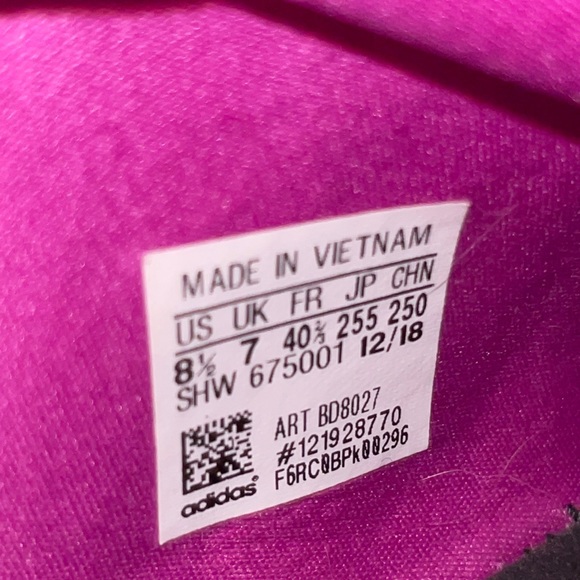 MADE IN VIETNAM
US UK FR JP CHN
8½ 7 40⅔ 255 250
SHW 675001 12/18
ART BD8027
#121928770
F6RC0BPk00296
adidas